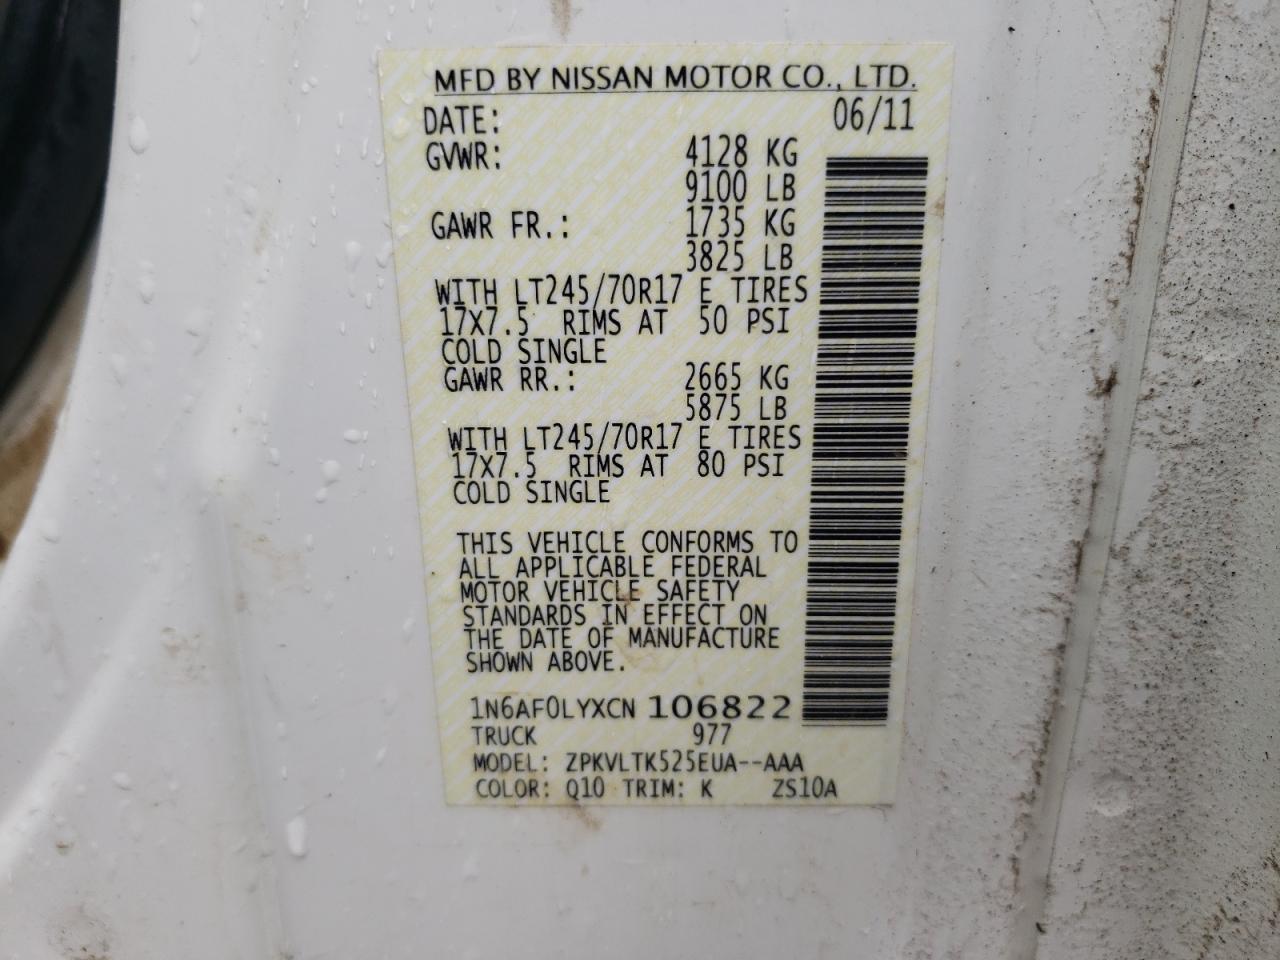 MFD BY NISSAN MOTOR CO., LTD.
DATE: 06/11
GVWR: 4128 KG
9100 LB
GAWR FR.: 1735 KG
3825 LB
WITH LT245/70R17 E TIRES
17X7.5 RIMS AT 50 PSI
COLD SINGLE
GAWR RR.: 2665 KG
5875 LB
WITH LT245/70R17 E TIRES
17X7.5 RIMS AT 80 PSI
COLD SINGLE
THIS VEHICLE CONFORMS TO
ALL APPLICABLE FEDERAL
MOTOR VEHICLE SAFETY
STANDARDS IN EFFECT ON
THE DATE OF MANUFACTURE
SHOWN ABOVE.
1N6AF0LYXCN 106822
TRUCK 977
MODEL: ZPKVLTK525EUA--AAA
COLOR: Q10 TRIM: K ZS10A